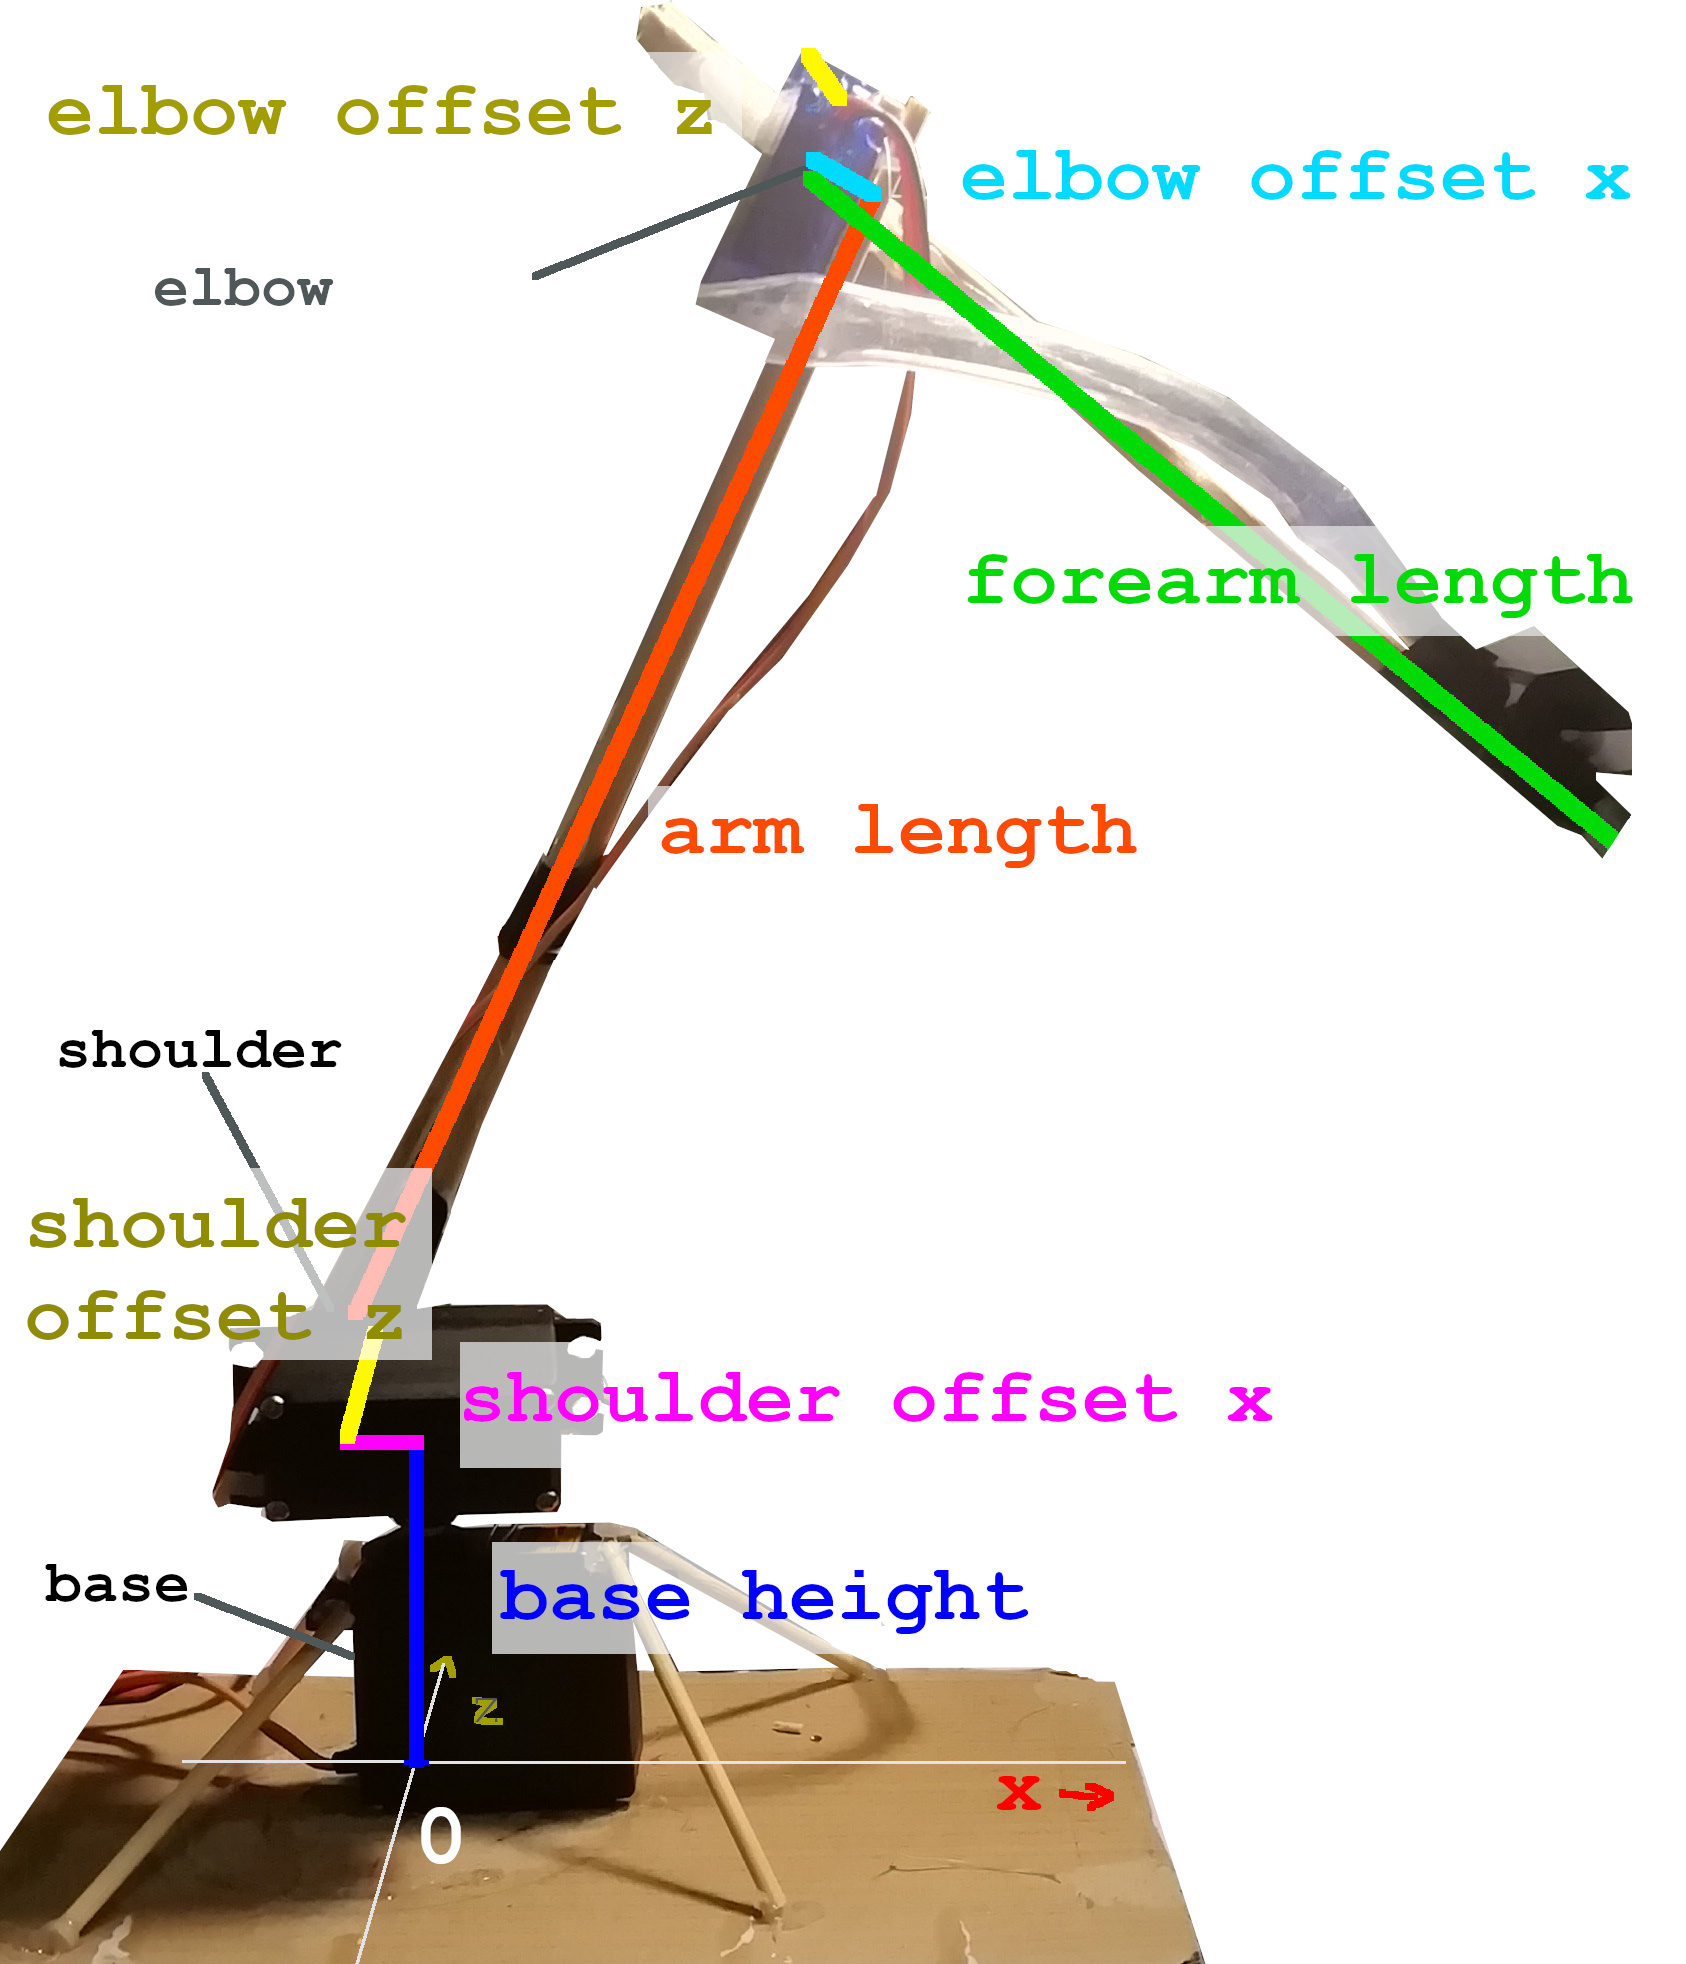 elbow offset z
elbow offset x
elbow
forearm length
arm length
shoulder
shoulder
offset z
shoulder offset x
base
base height
z
x →
0